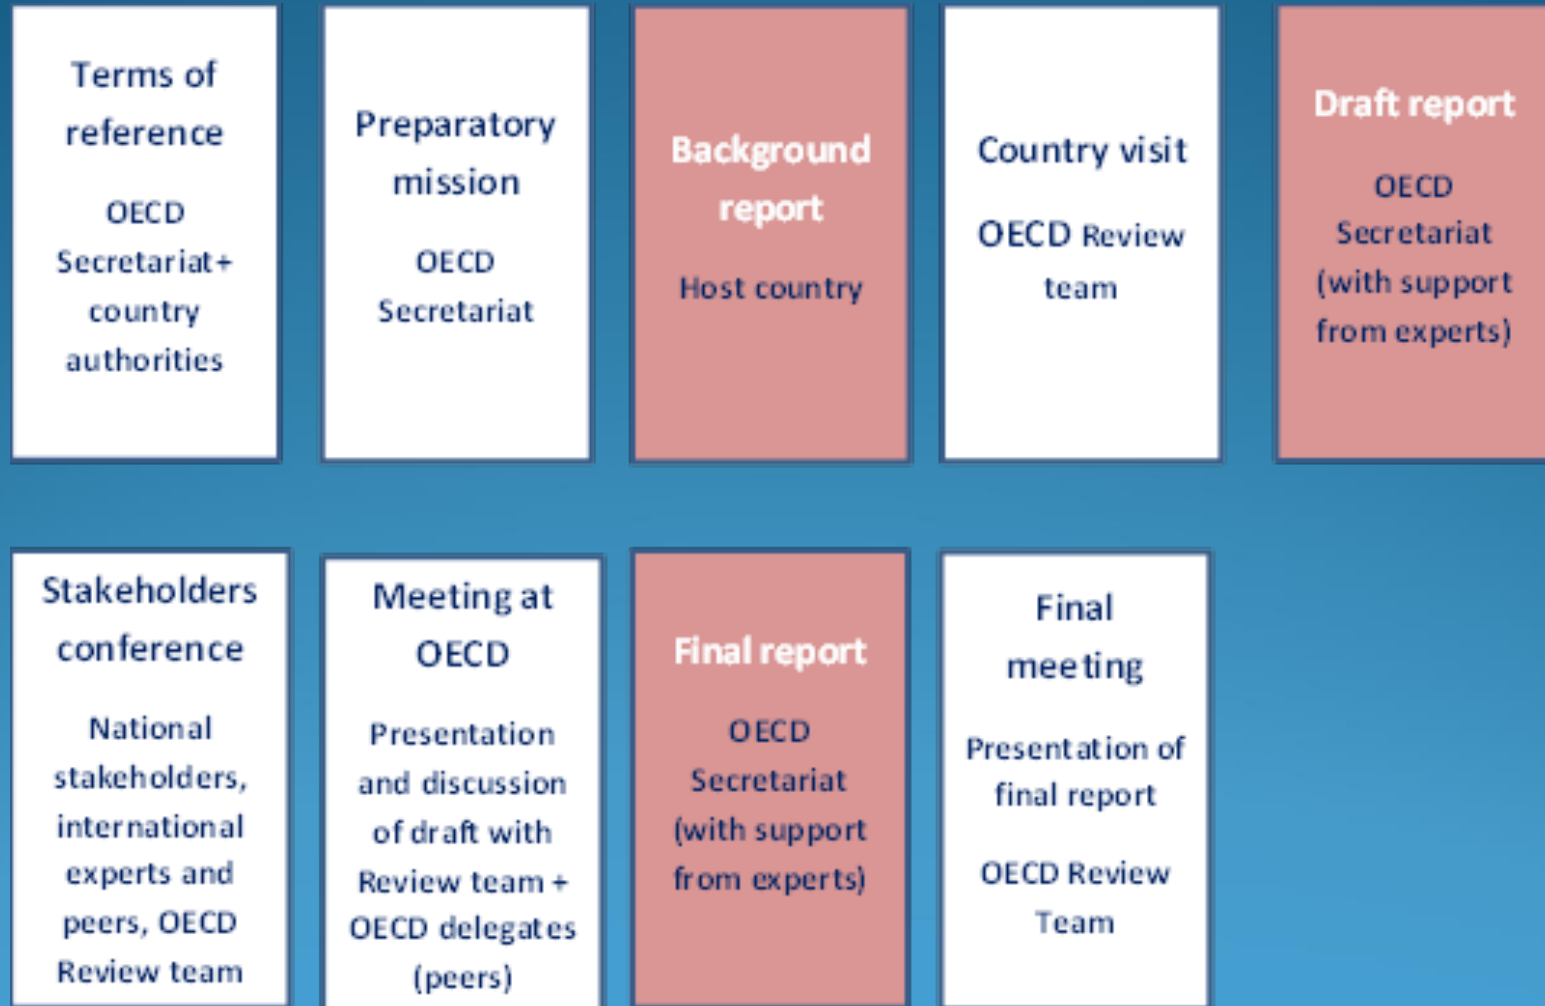 Terms of
reference
OECD
Secretariat+
country
authorities
Preparatory
mission
OECD
Secretariat
Background
report
Host country
Country visit
OECD Review
team
Draft report
OECD
Secretariat
(with support
from experts)
Stakeholders
conference
National
stakeholders,
international
experts and
peers, OECD
Review team
Meeting at
OECD
Presentation
and discussion
of draft with
Review team +
OECD delegates
(peers)
Final report
OECD
Secretariat
(with support
from experts)
Final
meeting
Presentation of
final report
OECD Review
Team